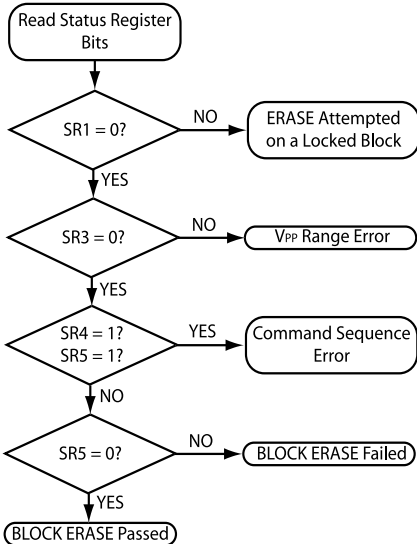 Read Status Register
Bits
SR1 = 0?
NO
ERASE Attempted
on a Locked Block
YES
SR3 = 0?
NO
VPP Range Error
YES
SR4 = 1?
SR5 = 1?
YES
Command Sequence
Error
NO
SR5 = 0?
NO
BLOCK ERASE Failed
YES
BLOCK ERASE Passed